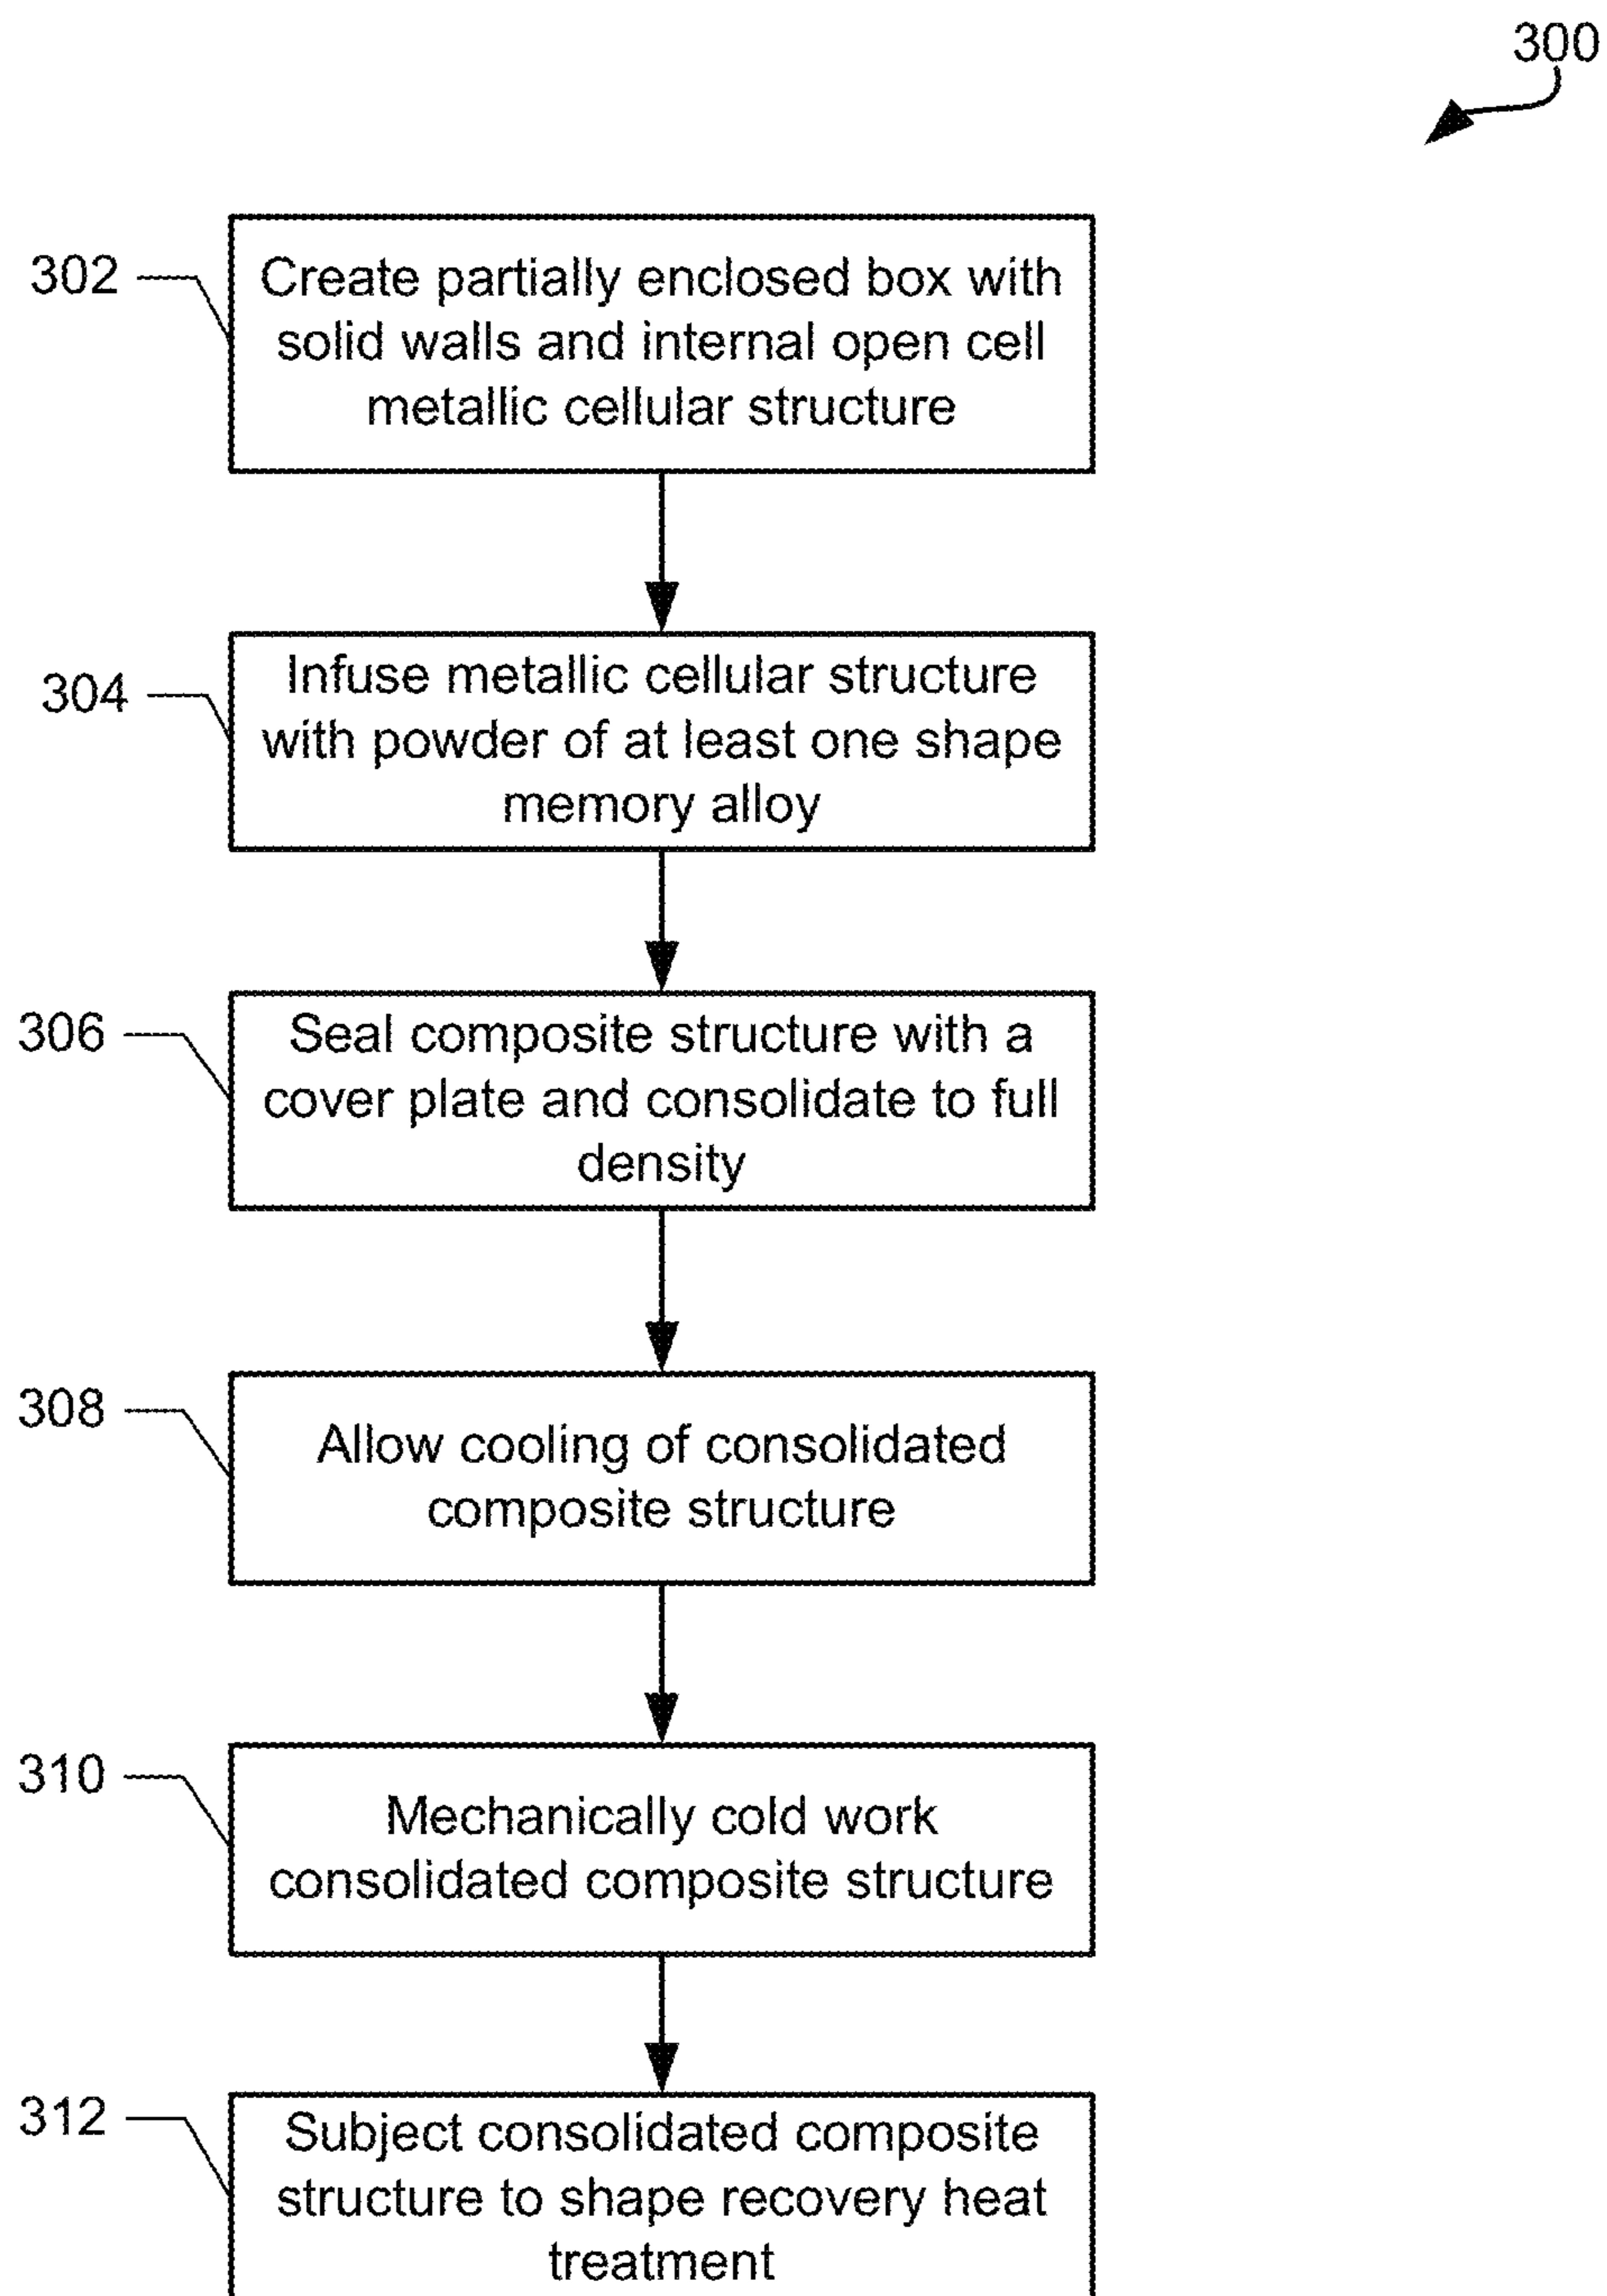 300
302
Create partially enclosed box with
solid walls and internal open cell
metallic cellular structure
304
Infuse metallic cellular structure
with powder of at least one shape
memory alloy
306
Seal composite structure with a
cover plate and consolidate to full
density
308
Allow cooling of consolidated
composite structure
310
Mechanically cold work
consolidated composite structure
312
Subject consolidated composite
structure to shape recovery heat
treatment